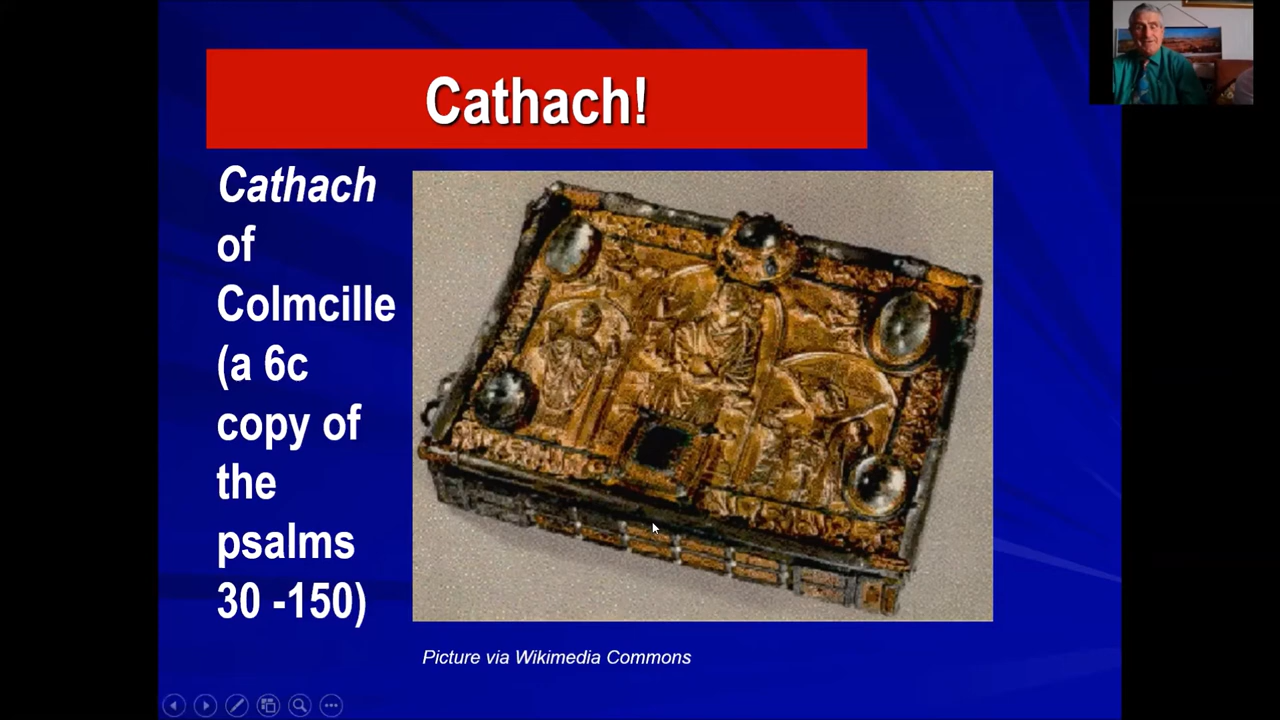 Cathach!
Cathach
of
Colmcille
(a 6c
copy of
the
psalms
30 -150)
Picture via Wikimedia Commons